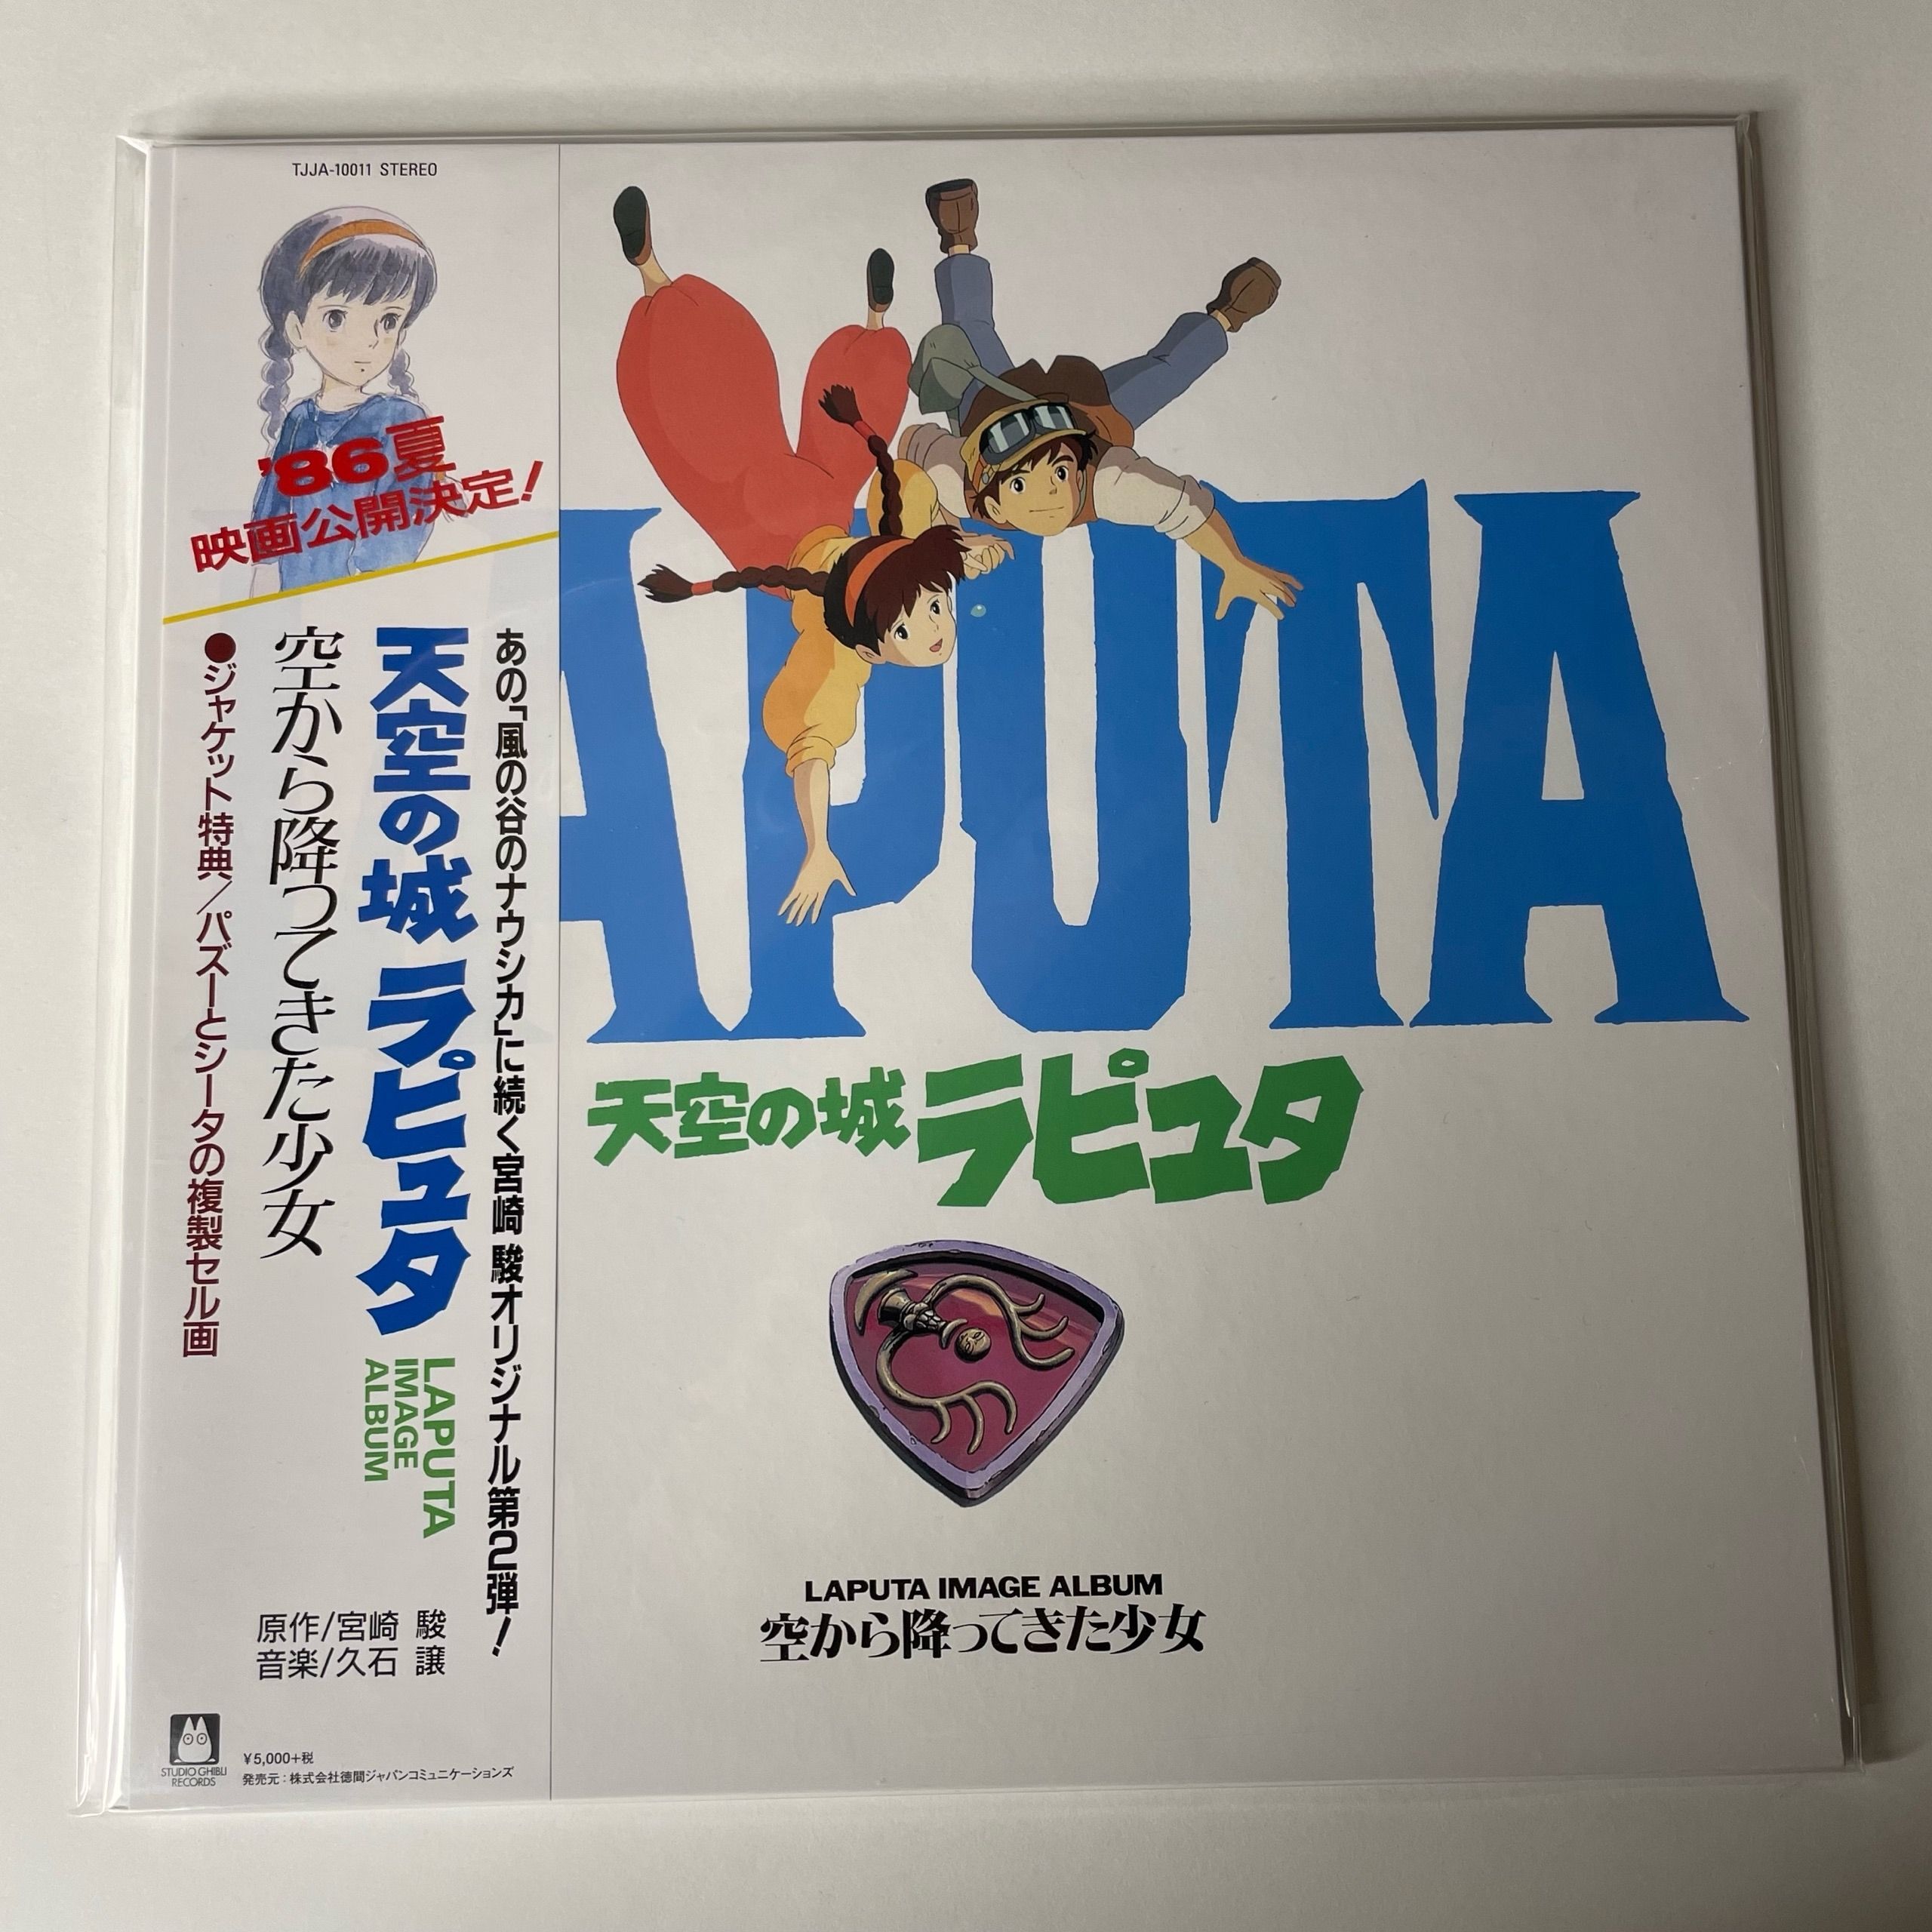 TJJA-10011 STEREO
'86夏
映画公開決定!
あの「風の谷のナウシカ」に続く宮崎 駿オリジナル第2弾!
天空の城 ラピュタ
LAPUTA
IMAGE
ALBUM
空から降ってきた少女
●ジャケット特典/パズーとシータの複製セル画
原作/宮崎 駿
音楽/久石 譲
STUDIO GHIBLI
RECORDS
¥5,000+税
発売元:株式会社徳間ジャパンコミュニケーションズ
APUTA
天空の城ラピュタ
LAPUTA IMAGE ALBUM
空から降ってきた少女